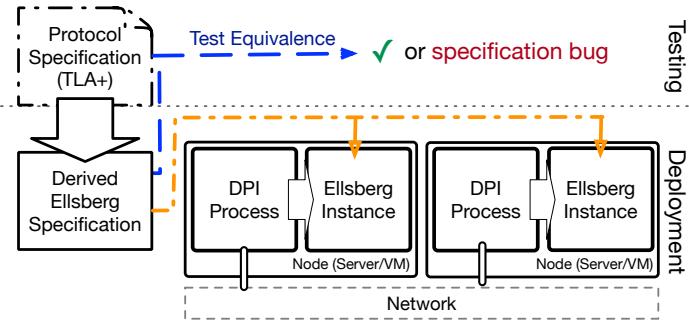 Protocol
Specification
(TLA+)
Test Equivalence
✓ or specification bug
Testing
Derived
Ellsberg
Specification
DPI
Process
Ellsberg
Instance
Node (Server/VM)
DPI
Process
Ellsberg
Instance
Node (Server/VM)
Deployment
Network